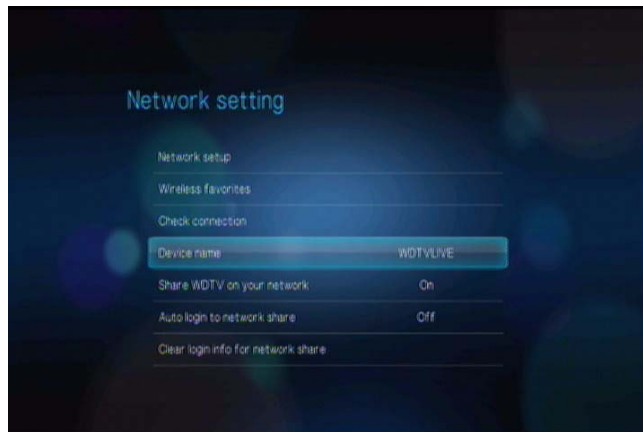 Network setting
Network setup
Wireless favorites
Check connection
Device name WDTVLIVE
Share WDTV on your network On
Auto login to network share Off
Clear login info for network share